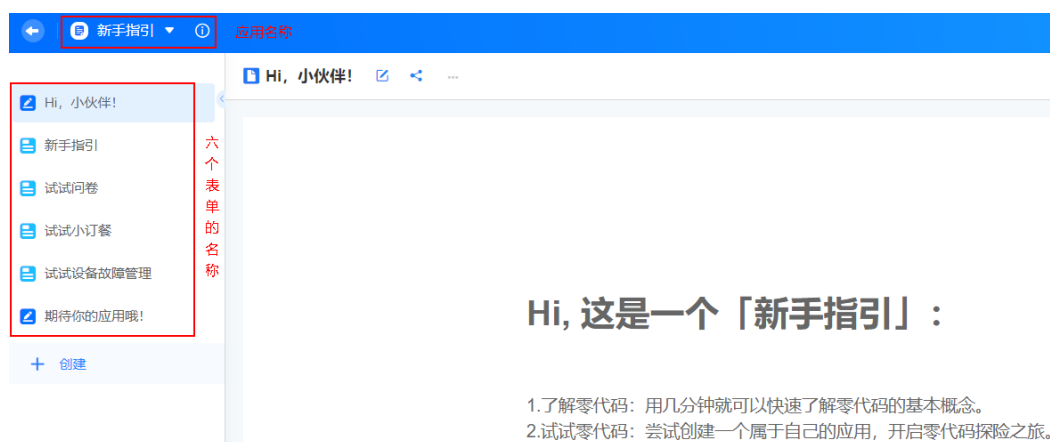 新手指引
应用名称
Hi，小伙伴！
Hi，小伙伴！
新手指引
试试问卷
试试小订餐
试试设备故障管理
期待你的应用哦！
创建
六个表单的名称
Hi, 这是一个「新手指引」:
1.了解零代码：用几分钟就可以快速了解零代码的基本概念。
2.试试零代码：尝试创建一个属于自己的应用，开启零代码探险之旅。